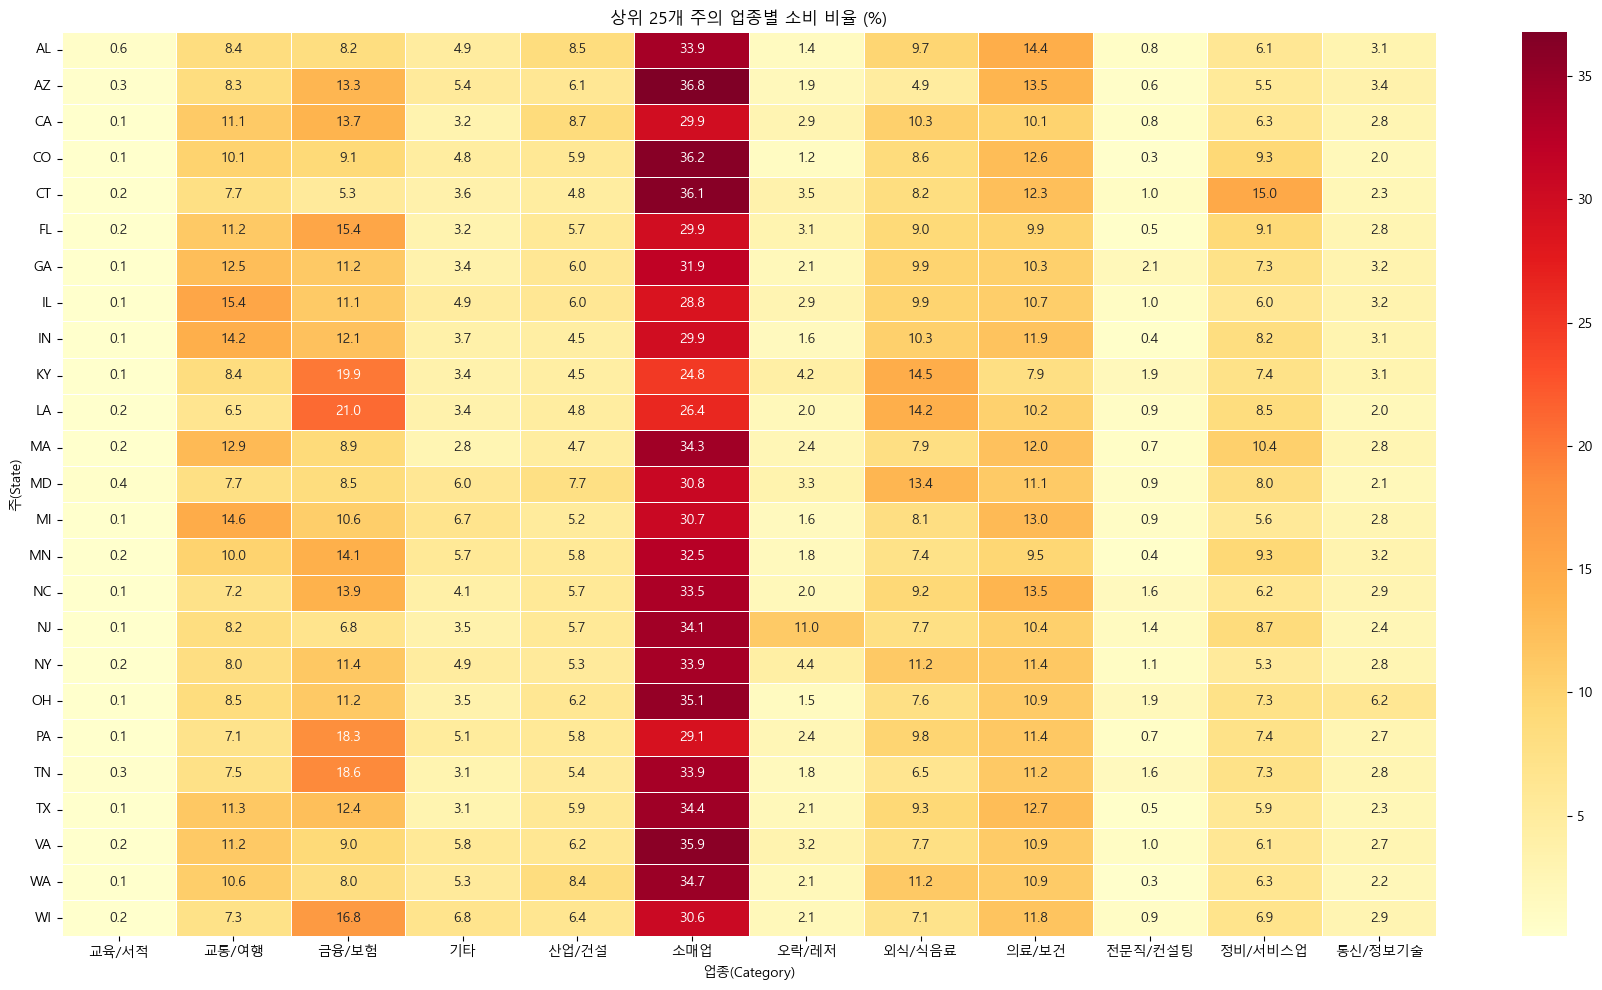 상위 25개 주의 업종별 소비 비율 (%)
AL 0.6 8.4 8.2 4.9 8.5 33.9 1.4 9.7 14.4 0.8 6.1 3.1
AZ 0.3 8.3 13.3 5.4 6.1 36.8 1.9 4.9 13.5 0.6 5.5 3.4
CA 0.1 11.1 13.7 3.2 8.7 29.9 2.9 10.3 10.1 0.8 6.3 2.8
CO 0.1 10.1 9.1 4.8 5.9 36.2 1.2 8.6 12.6 0.3 9.3 2.0
CT 0.2 7.7 5.3 3.6 4.8 36.1 3.5 8.2 12.3 1.0 15.0 2.3
FL 0.2 11.2 15.4 3.2 5.7 29.9 3.1 9.0 9.9 0.5 9.1 2.8
GA 0.1 12.5 11.2 3.4 6.0 31.9 2.1 9.9 10.3 2.1 7.3 3.2
IL 0.1 15.4 11.1 4.9 6.0 28.8 2.9 9.9 10.7 1.0 6.0 3.2
IN 0.1 14.2 12.1 3.7 4.5 29.9 1.6 10.3 11.9 0.4 8.2 3.1
KY 0.1 8.4 19.9 3.4 4.5 24.8 4.2 14.5 7.9 1.9 7.4 3.1
LA 0.2 6.5 21.0 3.4 4.8 26.4 2.0 14.2 10.2 0.9 8.5 2.0
MA 0.2 12.9 8.9 2.8 4.7 34.3 2.4 7.9 12.0 0.7 10.4 2.8
MD 0.4 7.7 8.5 6.0 7.7 30.8 3.3 13.4 11.1 0.9 8.0 2.1
MI 0.1 14.6 10.6 6.7 5.2 30.7 1.6 8.1 13.0 0.9 5.6 2.8
MN 0.2 10.0 14.1 5.7 5.8 32.5 1.8 7.4 9.5 0.4 9.3 3.2
NC 0.1 7.2 13.9 4.1 5.7 33.5 2.0 9.2 13.5 1.6 6.2 2.9
NJ 0.1 8.2 6.8 3.5 5.7 34.1 11.0 7.7 10.4 1.4 8.7 2.4
NY 0.2 8.0 11.4 4.9 5.3 33.9 4.4 11.2 11.4 1.1 5.3 2.8
OH 0.1 8.5 11.2 3.5 6.2 35.1 1.5 7.6 10.9 1.9 7.3 6.2
PA 0.1 7.1 18.3 5.1 5.8 29.1 2.4 9.8 11.4 0.7 7.4 2.7
TN 0.3 7.5 18.6 3.1 5.4 33.9 1.8 6.5 11.2 1.6 7.3 2.8
TX 0.1 11.3 12.4 3.1 5.9 34.4 2.1 9.3 12.7 0.5 5.9 2.3
VA 0.2 11.2 9.0 5.8 6.2 35.9 3.2 7.7 10.9 1.0 6.1 2.7
WA 0.1 10.6 8.0 5.3 8.4 34.7 2.1 11.2 10.9 0.3 6.3 2.2
WI 0.2 7.3 16.8 6.8 6.4 30.6 2.1 7.1 11.8 0.9 6.9 2.9
교육/서적 교통/여행 금융/보험 기타 산업/건설 소매업 오락/레저 외식/식음료 의료/보건 전문직/컨설팅 정비/서비스업 통신/정보기술
업종(Category)
주(State)
35
30
25
20
15
10
5